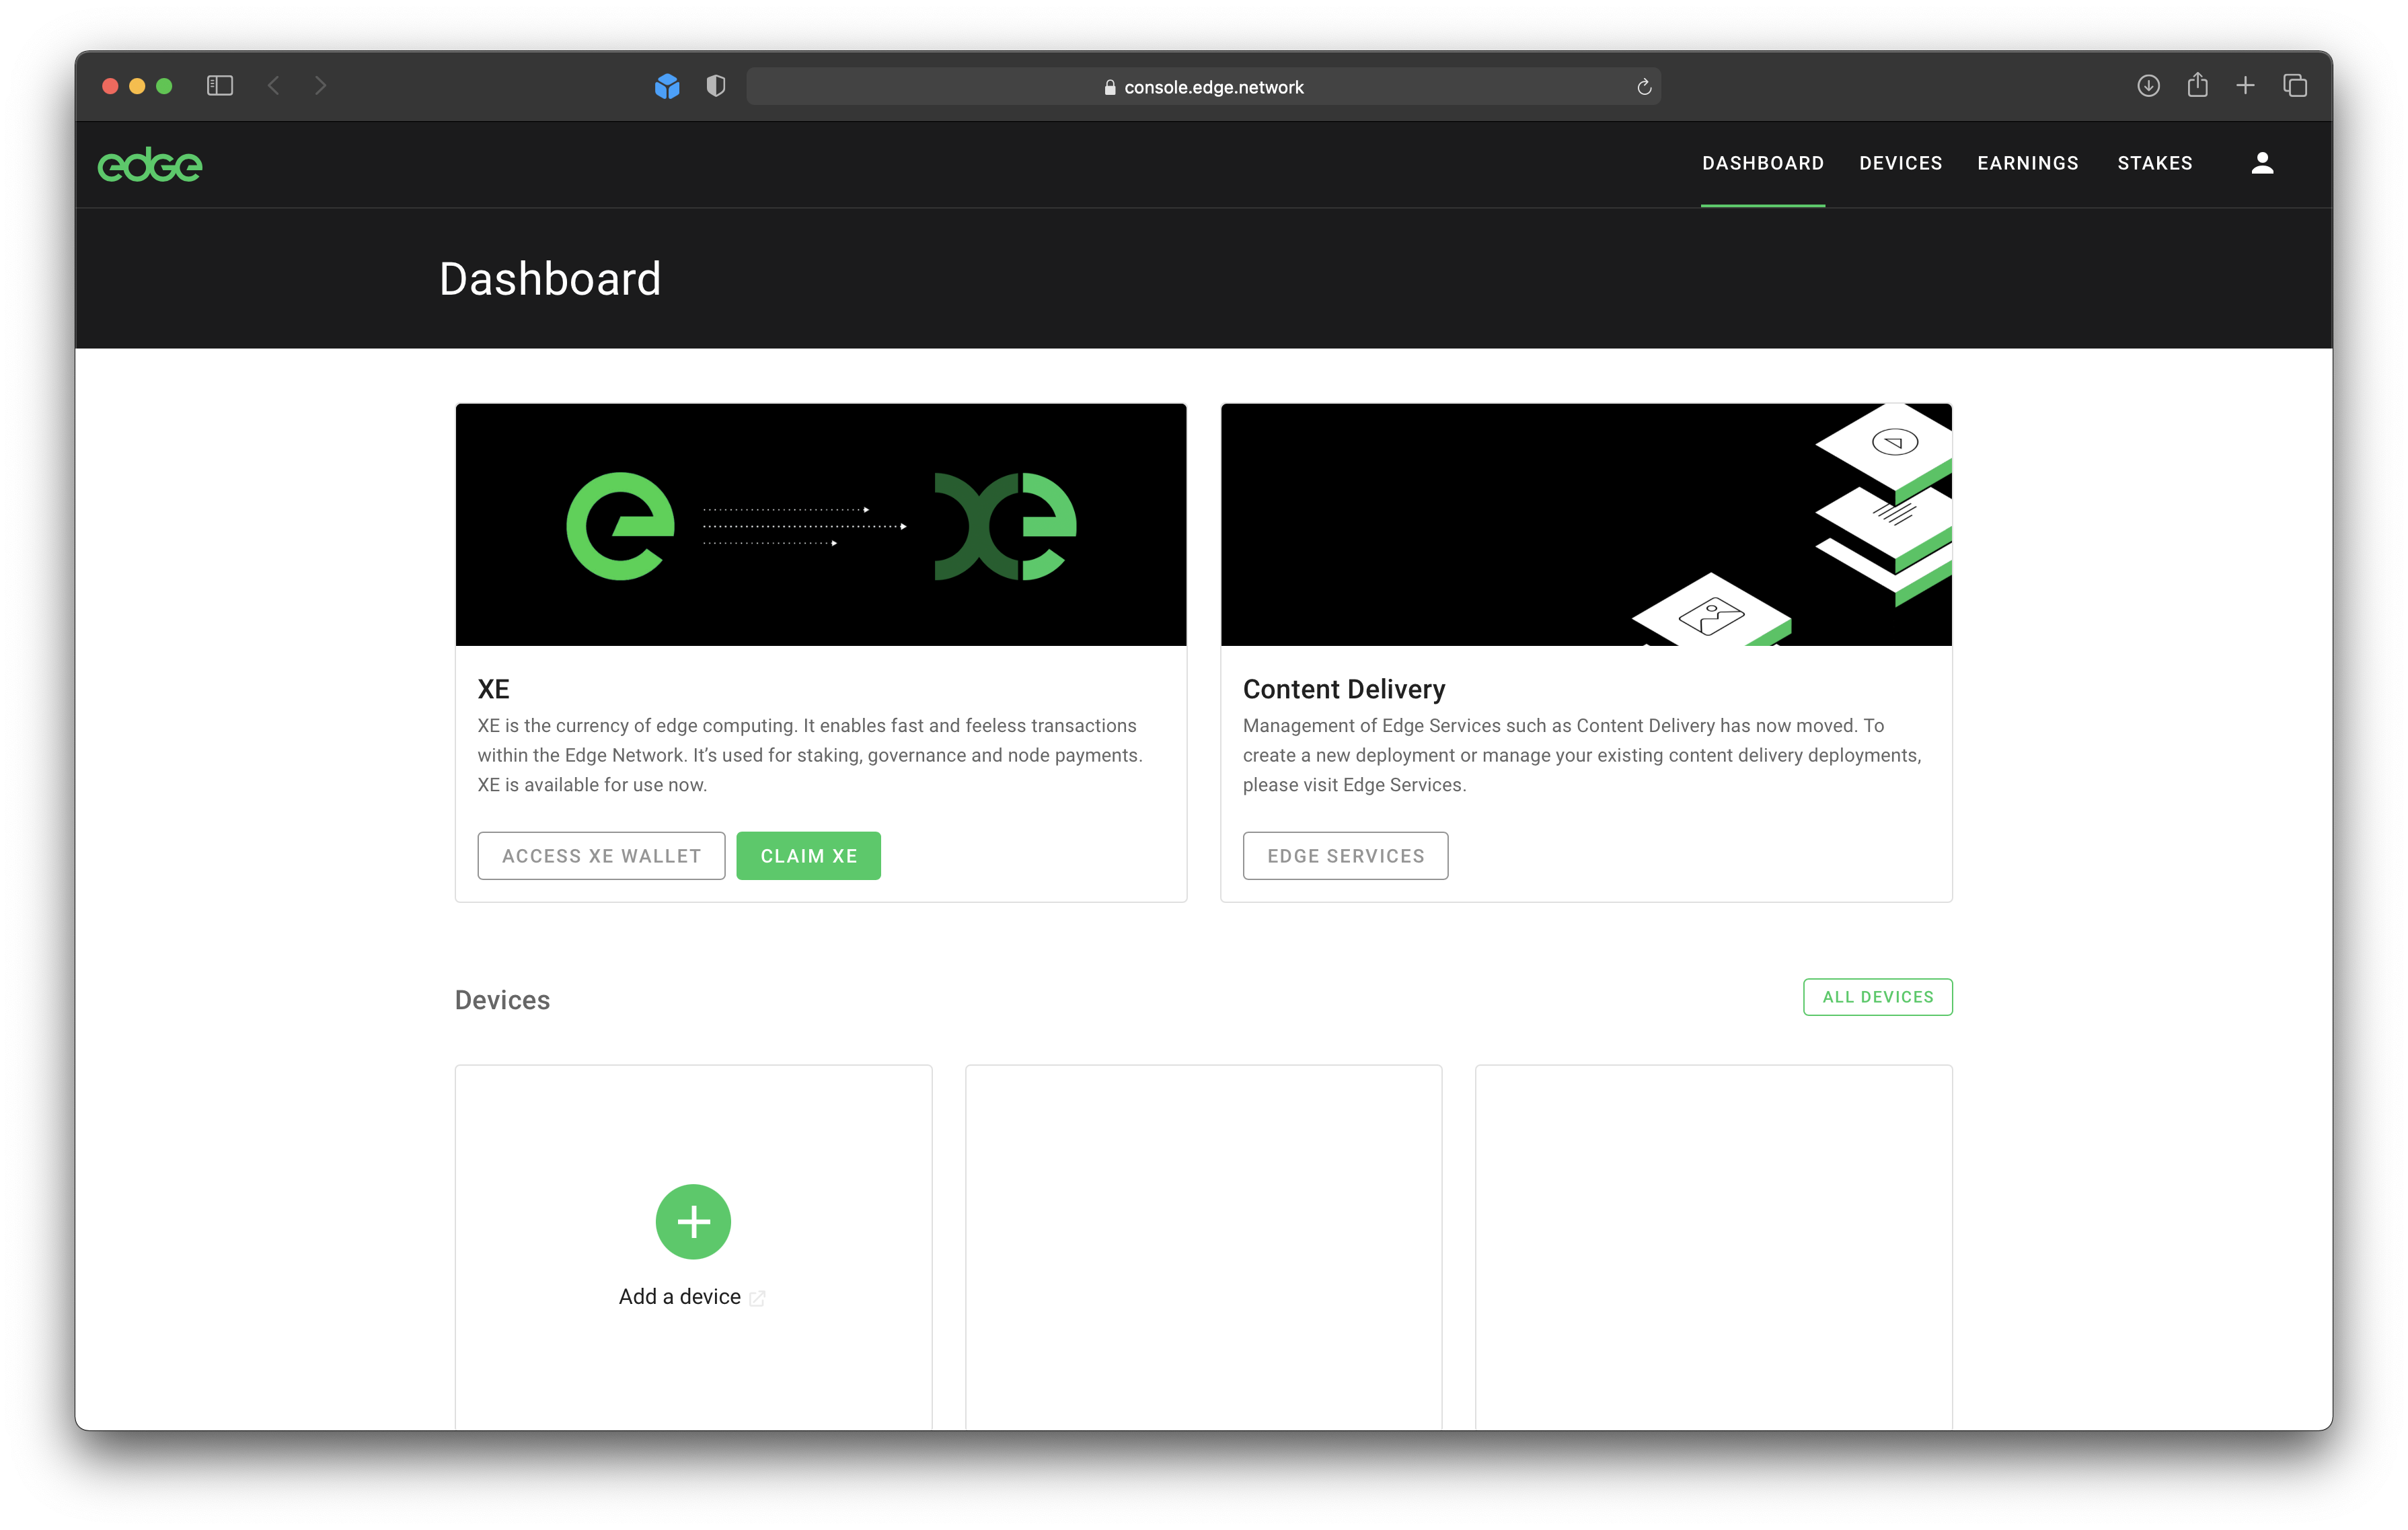 console.edge.network
edge
DASHBOARD
DEVICES
EARNINGS
STAKES
Dashboard
e
xe
XE
XE is the currency of edge computing. It enables fast and feeless transactions
within the Edge Network. It’s used for staking, governance and node payments.
XE is available for use now.
ACCESS XE WALLET
CLAIM XE
Content Delivery
Management of Edge Services such as Content Delivery has now moved. To
create a new deployment or manage your existing content delivery deployments,
please visit Edge Services.
EDGE SERVICES
Devices
ALL DEVICES
Add a device